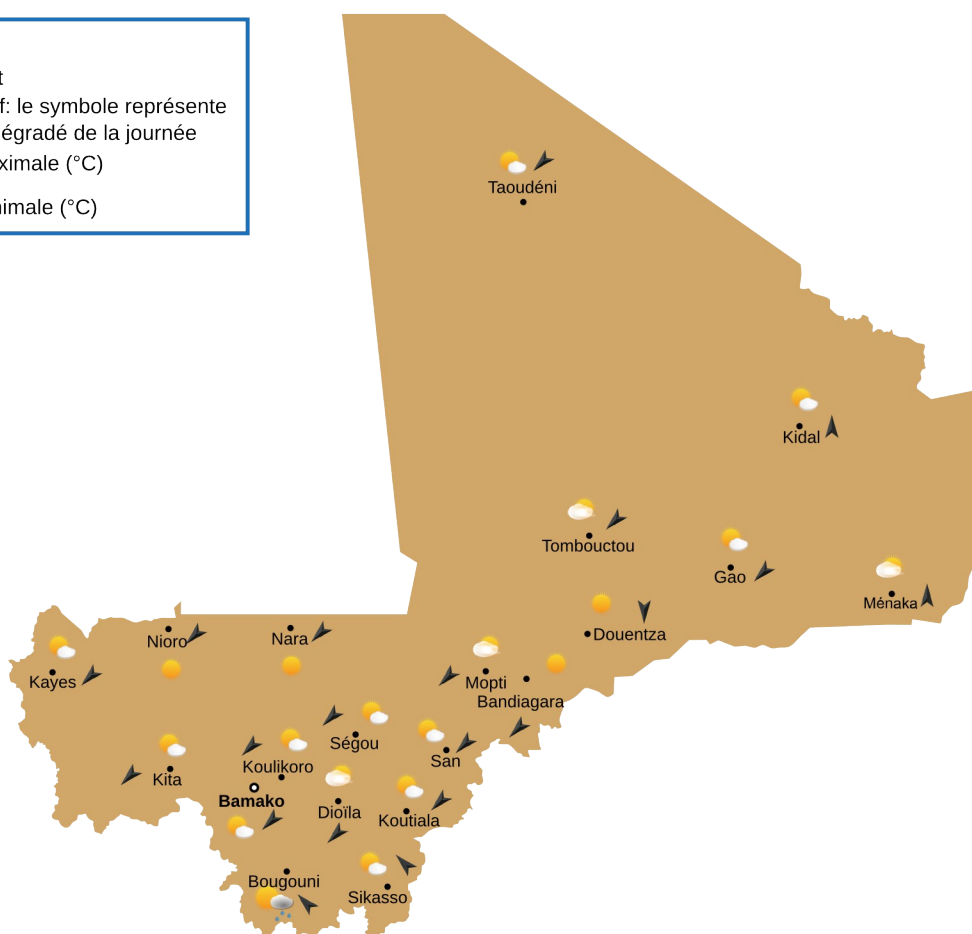 t
f: le symbole représente
égradé de la journée
ximale (°C)
nimale (°C)
Taoudéni
Kidal
Tombouctou
Gao
Ménaka
Douentza
Nioro
Nara
Kayes
Mopti
Bandiagara
Ségou
San
Koulikoro
Kita
Bamako
Dioïla
Koutiala
Bougouni
Sikasso